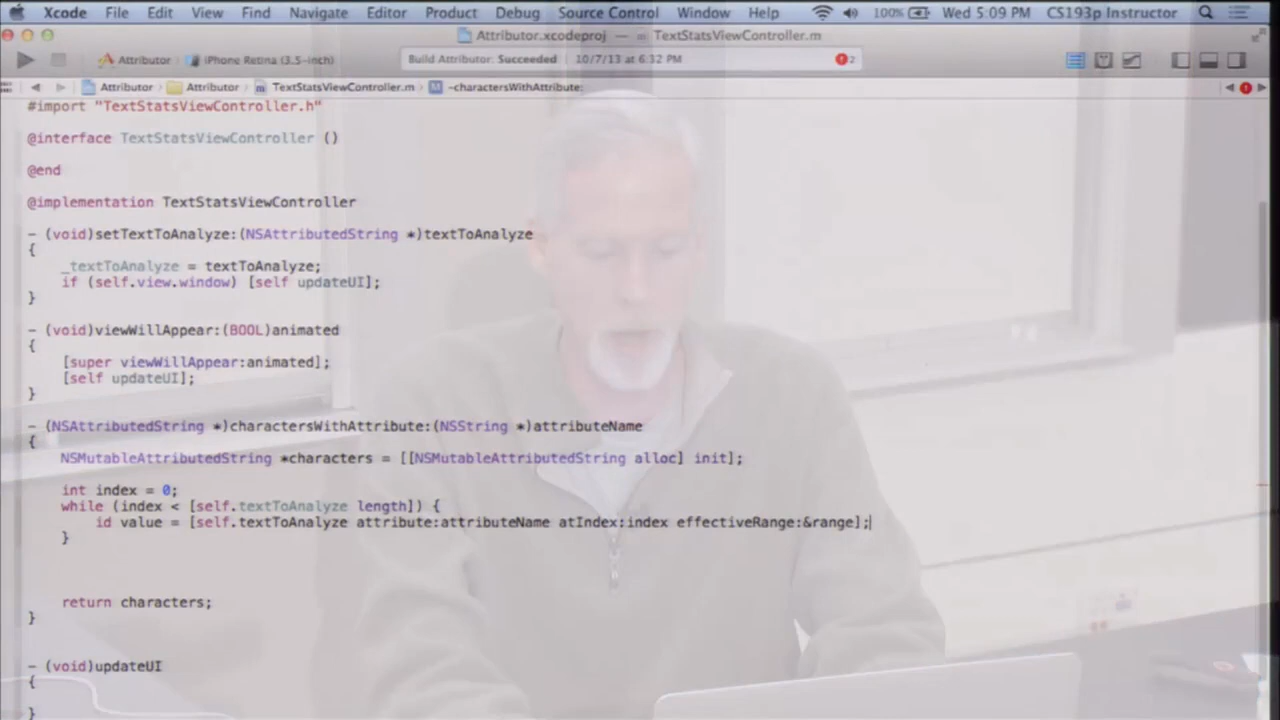 Xcode File Edit View Find Navigate Editor Product Debug Source Control Window Help 100% Wed 5:09 PM CS193p Instructor
Attributor.xcodeproj — TextStatsViewController.m
Attributor iPhone Retina (3.5-inch) Build Attributor: Succeeded 10/7/13 at 6:32 PM 2
Attributor Attributor TextStatsViewController.m M -charactersWithAttribute:
#import "TextStatsViewController.h"
@interface TextStatsViewController ()
@end
@implementation TextStatsViewController
- (void)setTextToAnalyze:(NSAttributedString *)textToAnalyze
{
_textToAnalyze = textToAnalyze;
if (self.view.window) [self updateUI];
}
- (void)viewWillAppear:(BOOL)animated
{
[super viewWillAppear:animated];
[self updateUI];
}
- (NSAttributedString *)charactersWithAttribute:(NSString *)attributeName
{
NSMutableAttributedString *characters = [[NSMutableAttributedString alloc] init];
int index = 0;
while (index < [self.textToAnalyze length]) {
id value = [self.textToAnalyze attribute:attributeName atIndex:index effectiveRange:&range];
}
return characters;
}
- (void)updateUI
{
}